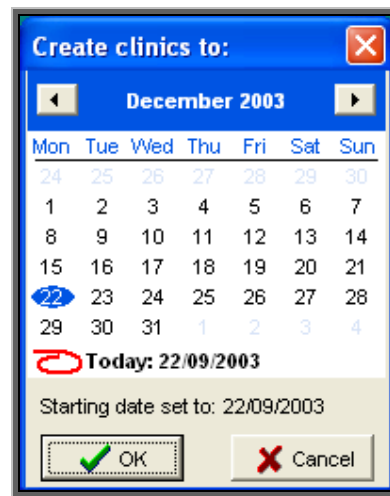 Create clinics to:
December 2003
Mon Tue Wed Thu Fri Sat Sun
24 25 26 27 28 29 30
1 2 3 4 5 6 7
8 9 10 11 12 13 14
15 16 17 18 19 20 21
22 23 24 25 26 27 28
29 30 31 1 2 3 4
Today: 22/09/2003
Starting date set to: 22/09/2003
OK Cancel